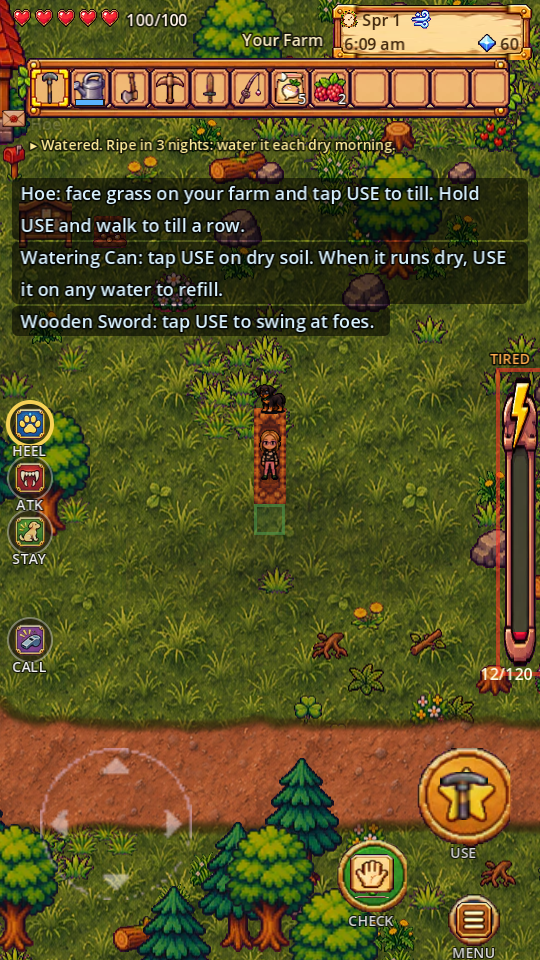 100/100
Spr 1
Your Farm
6:09 am
60
5
2
▸ Watered. Ripe in 3 nights: water it each dry morning.
Hoe: face grass on your farm and tap USE to till. Hold
USE and walk to till a row.
Watering Can: tap USE on dry soil. When it runs dry, USE
it on any water to refill.
Wooden Sword: tap USE to swing at foes.
TIRED
HEEL
ATK
STAY
CALL
12/120
USE
CHECK
MENU